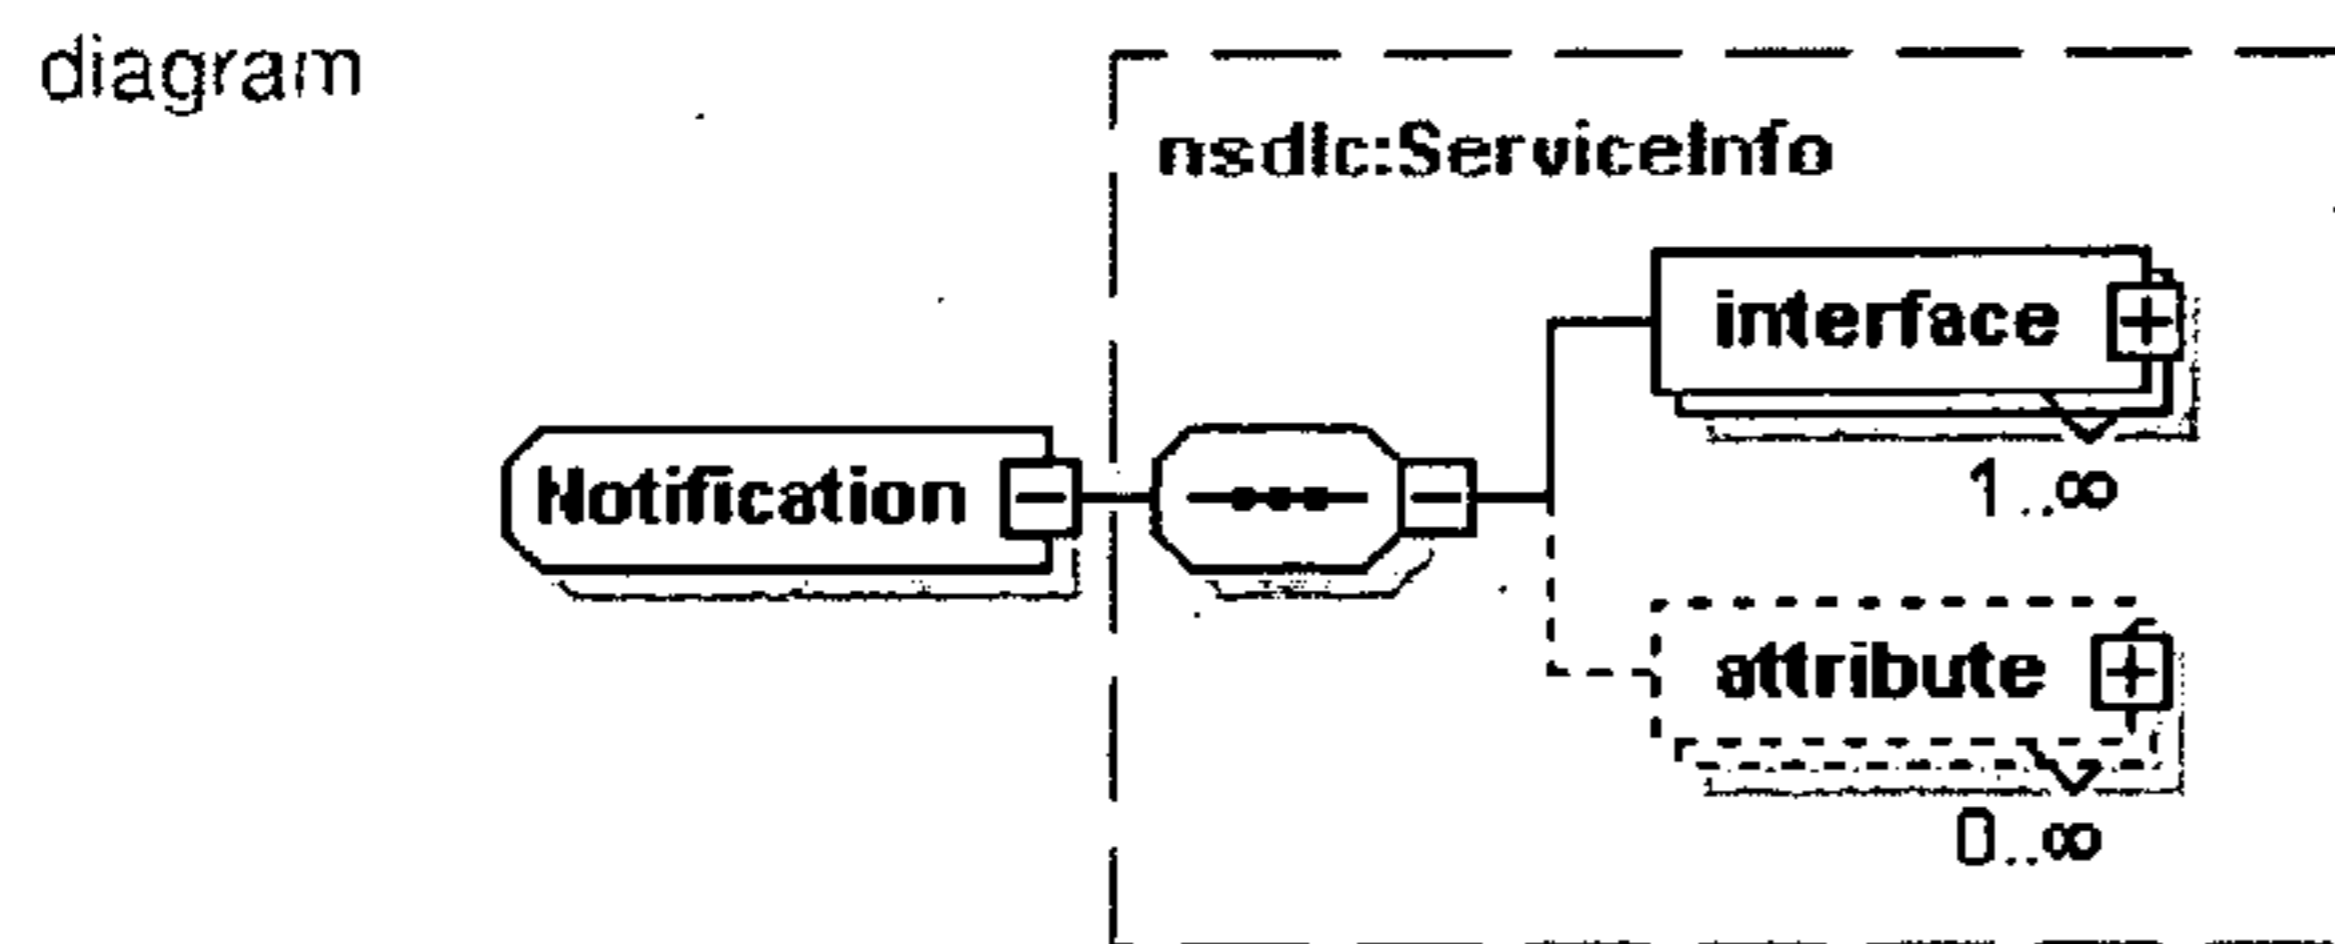 diagram
nsdlc:ServiceInfo
interface
1..∞
Notification
attribute
0..∞